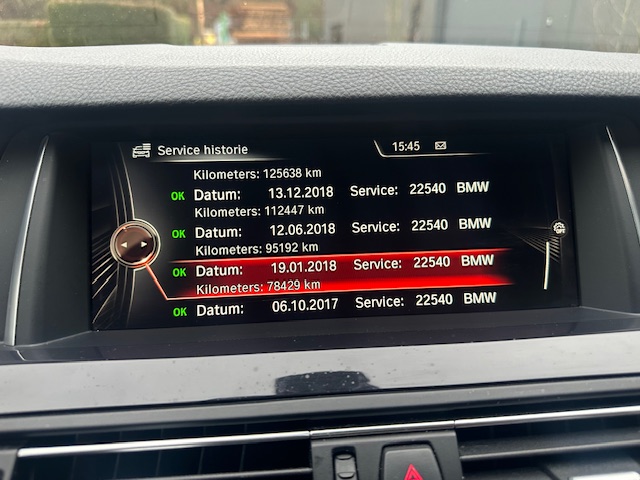 Service historie
15:45
Kilometers: 125638 km
OK Datum: 13.12.2018 Service: 22540 BMW
Kilometers: 112447 km
OK Datum: 12.06.2018 Service: 22540 BMW
Kilometers: 95192 km
OK Datum: 19.01.2018 Service: 22540 BMW
Kilometers: 78429 km
OK Datum: 06.10.2017 Service: 22540 BMW